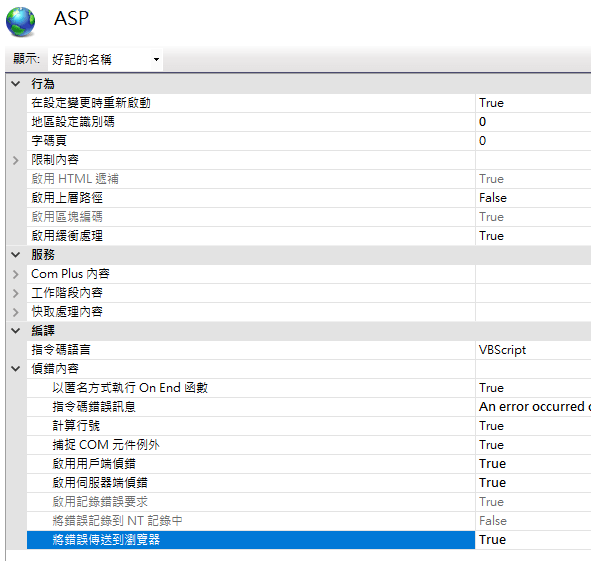 ASP
顯示: 好記的名稱
行為
在設定變更時重新啟動 True
地區設定識別碼 0
字碼頁 0
限制內容
啟用 HTML 遞補 True
啟用上層路徑 False
啟用區塊編碼 True
啟用緩衝處理 True
服務
Com Plus 內容
工作階段內容
快取處理內容
編譯
指令碼語言 VBScript
偵錯內容
以匿名方式執行 On End 函數 True
指令碼錯誤訊息 An error occurred
計算行號 True
捕捉 COM 元件例外 True
啟用用戶端偵錯 True
啟用伺服器端偵錯 True
啟用記錄錯誤要求 True
將錯誤記錄到 NT 記錄中 False
將錯誤傳送到瀏覽器 True